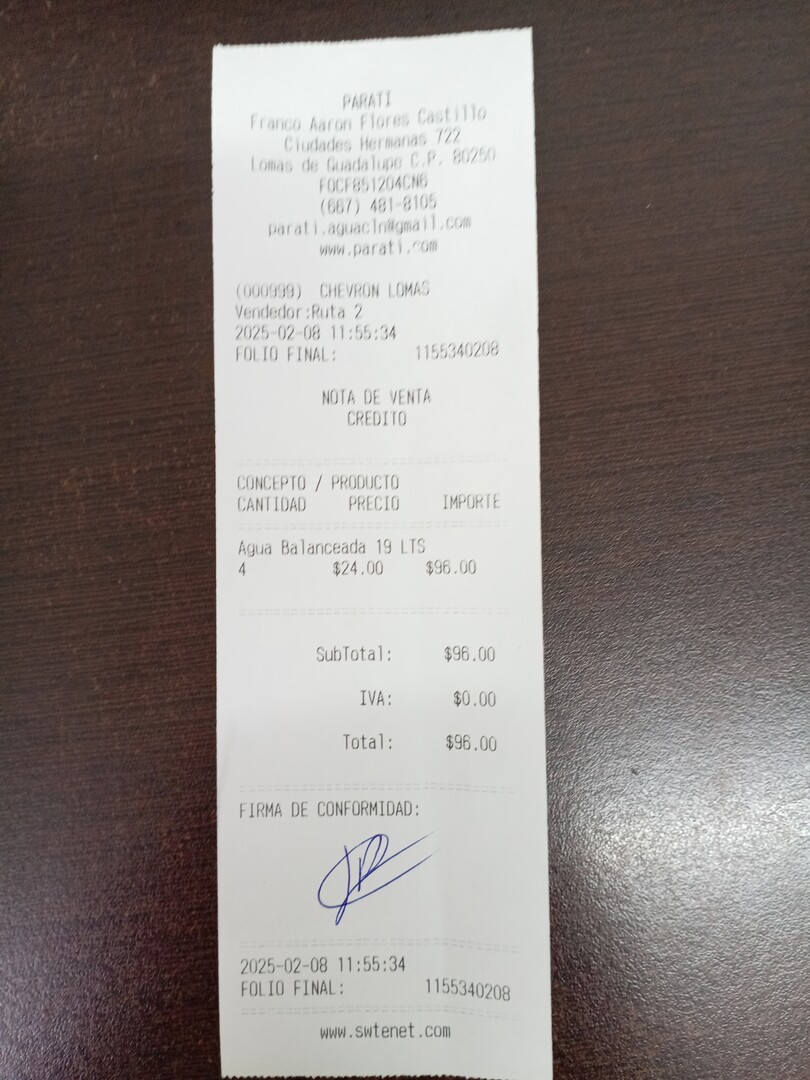 PARATI
Franco Aaron Flores Castillo
Ciudades Hermanas 722
Lomas de Guadalupe C.P. 80250
FOCF851204CN6
(667) 481-8105
parati.aguacln@gmail.com
www.parati.com
(000999) CHEVRON LOMAS
Vendedor:Ruta 2
2025-02-08 11:55:34
FOLIO FINAL: 1155340208
NOTA DE VENTA
CREDITO
CONCEPTO / PRODUCTO
CANTIDAD PRECIO IMPORTE
Agua Balanceada 19 LTS
4 $24.00 $96.00
SubTotal: $96.00
IVA: $0.00
Total: $96.00
FIRMA DE CONFORMIDAD:
2025-02-08 11:55:34
FOLIO FINAL: 1155340208
www.swtenet.com